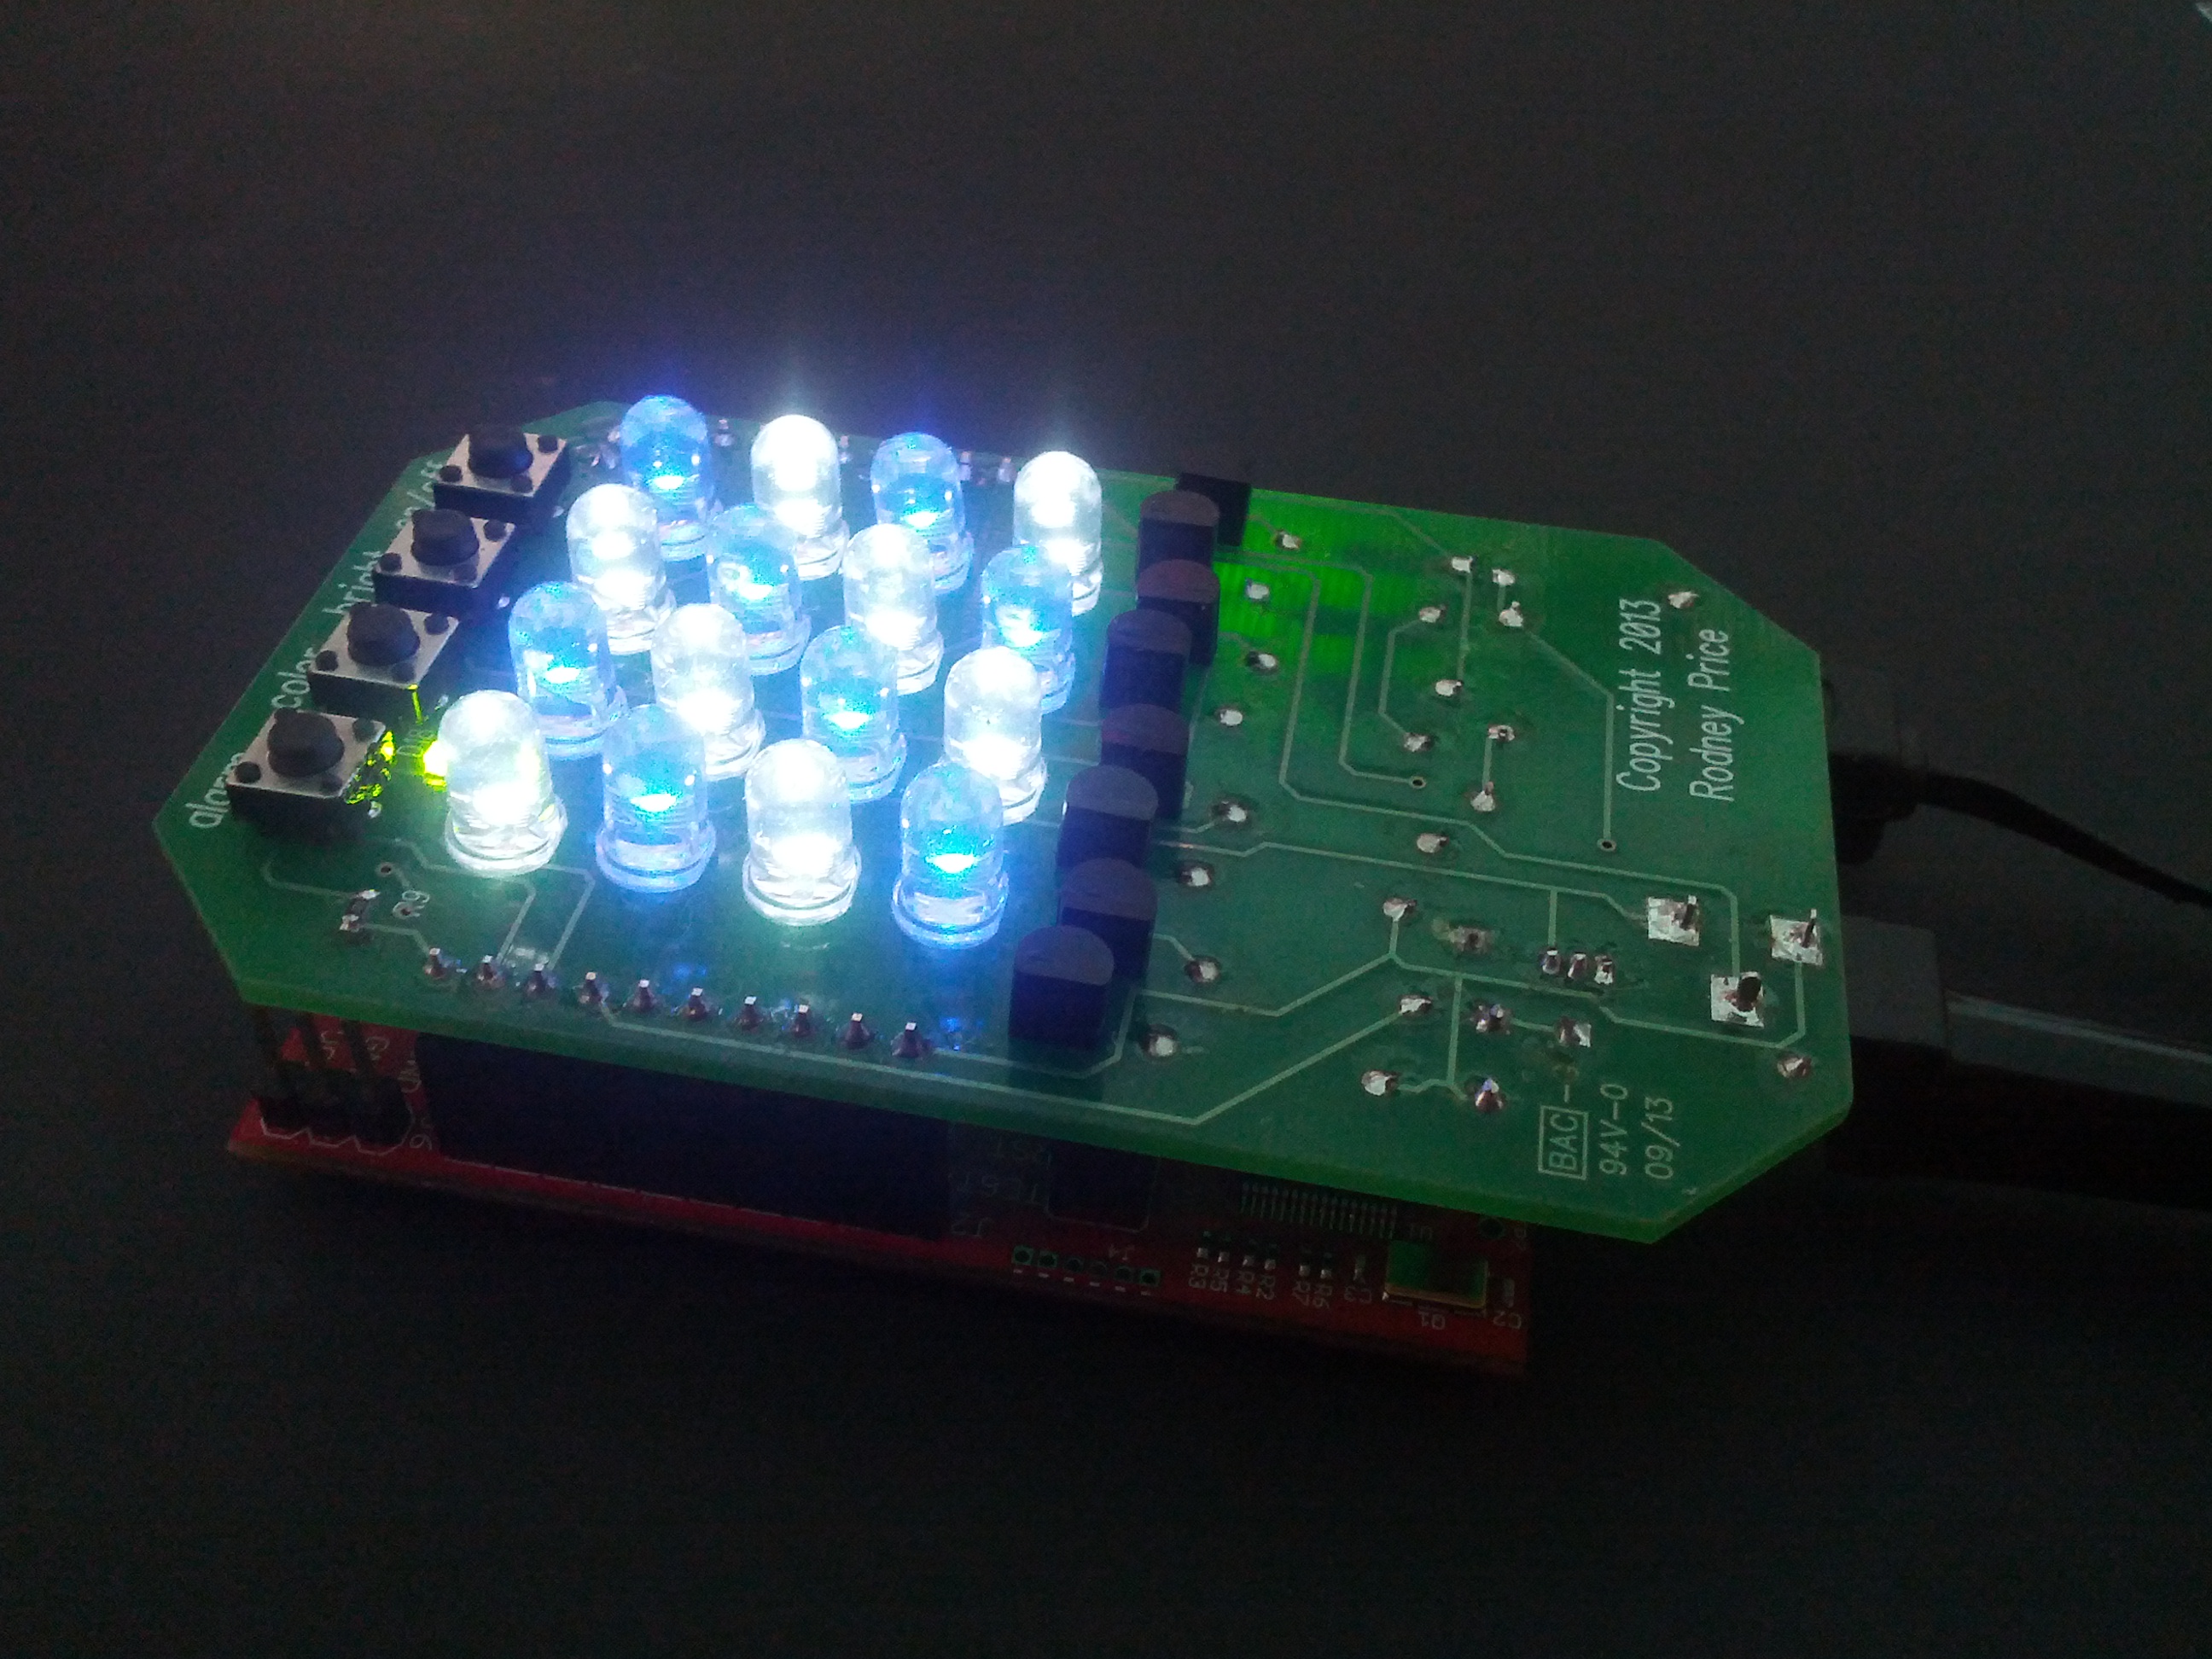 on/off
bright
color
alarm
Copyright 2013
Rodney Price
R9
BAC
94V-0
09/13
J4
R3
R5
R4
R2
R7
R6
C3
Q1
C2